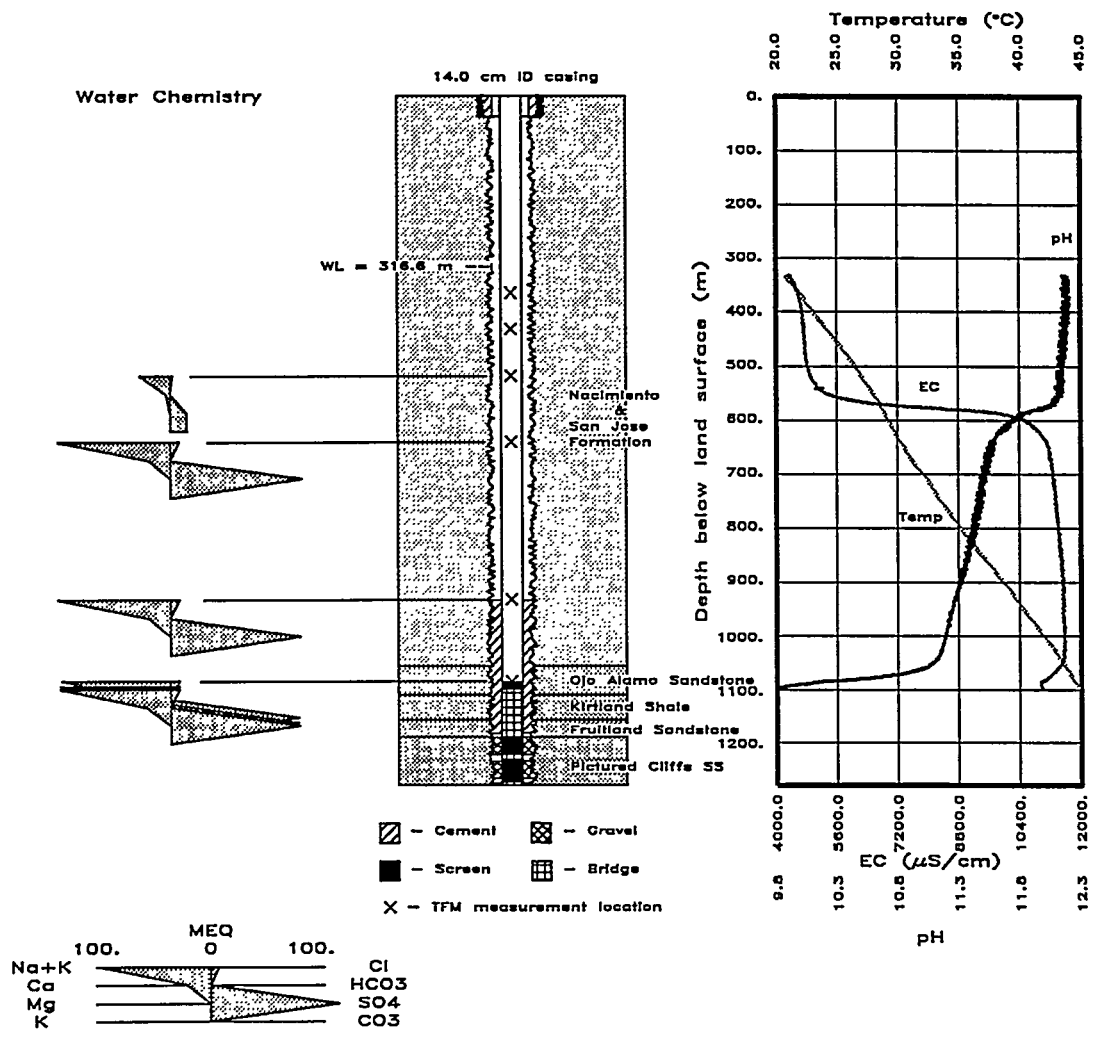 Temperature (°C)
20.0 25.0 30.0 35.0 40.0 45.0
14.0 cm ID casing
Water Chemistry
0.
100.
200.
pH
300.
WL = 316.6 m
400.
500.
EC
Nacimiento
&
San Jose
Formation
600.
700.
Temp
800.
900.
1000.
Depth below land surface (m)
Ojo Alamo Sandstone
1100.
Kirtland Shale
Fruitland Sandstone
1200.
Pictured Cliffs SS
4000.0 5600.0 7200.0 8800.0 10400. 12000.
EC (μS/cm)
9.8 10.3 10.8 11.3 11.8 12.3
pH
– Cement – Gravel
– Screen – Bridge
× – TFM measurement location
MEQ
100. 0 100.
Na+K Cl
Ca HCO3
Mg SO4
K CO3